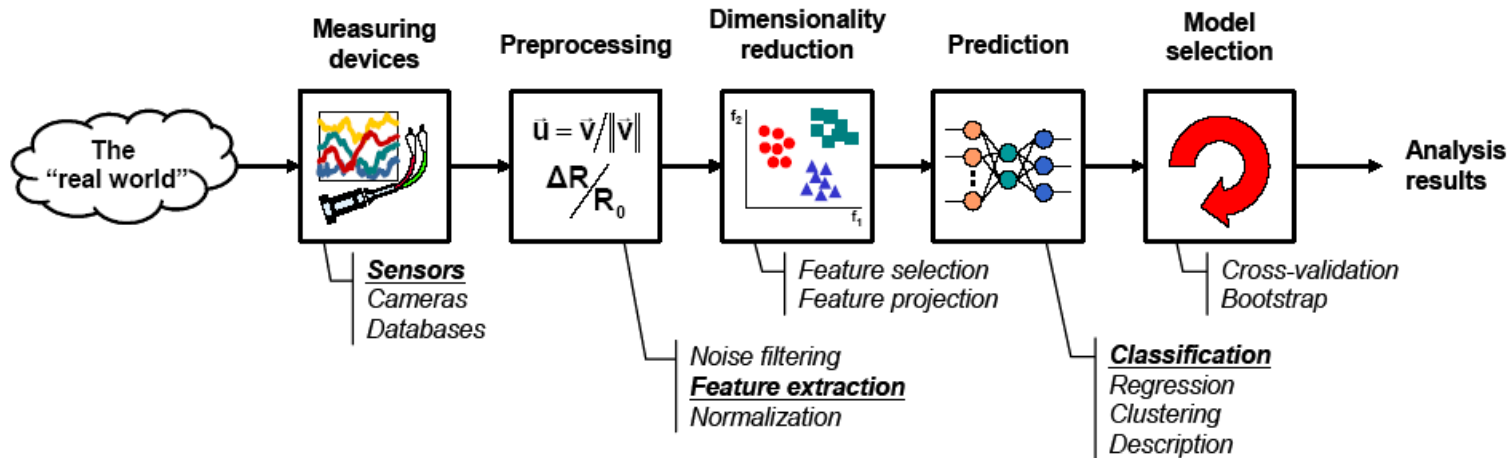 Measuring
devices
Preprocessing
Dimensionality
reduction
Prediction
Model
selection
The
“real world”
u⃗ = v⃗/‖v⃗‖
ΔR/R₀
f₂
f₁
Analysis
results
Sensors
Cameras
Databases
Noise filtering
Feature extraction
Normalization
Feature selection
Feature projection
Classification
Regression
Clustering
Description
Cross-validation
Bootstrap